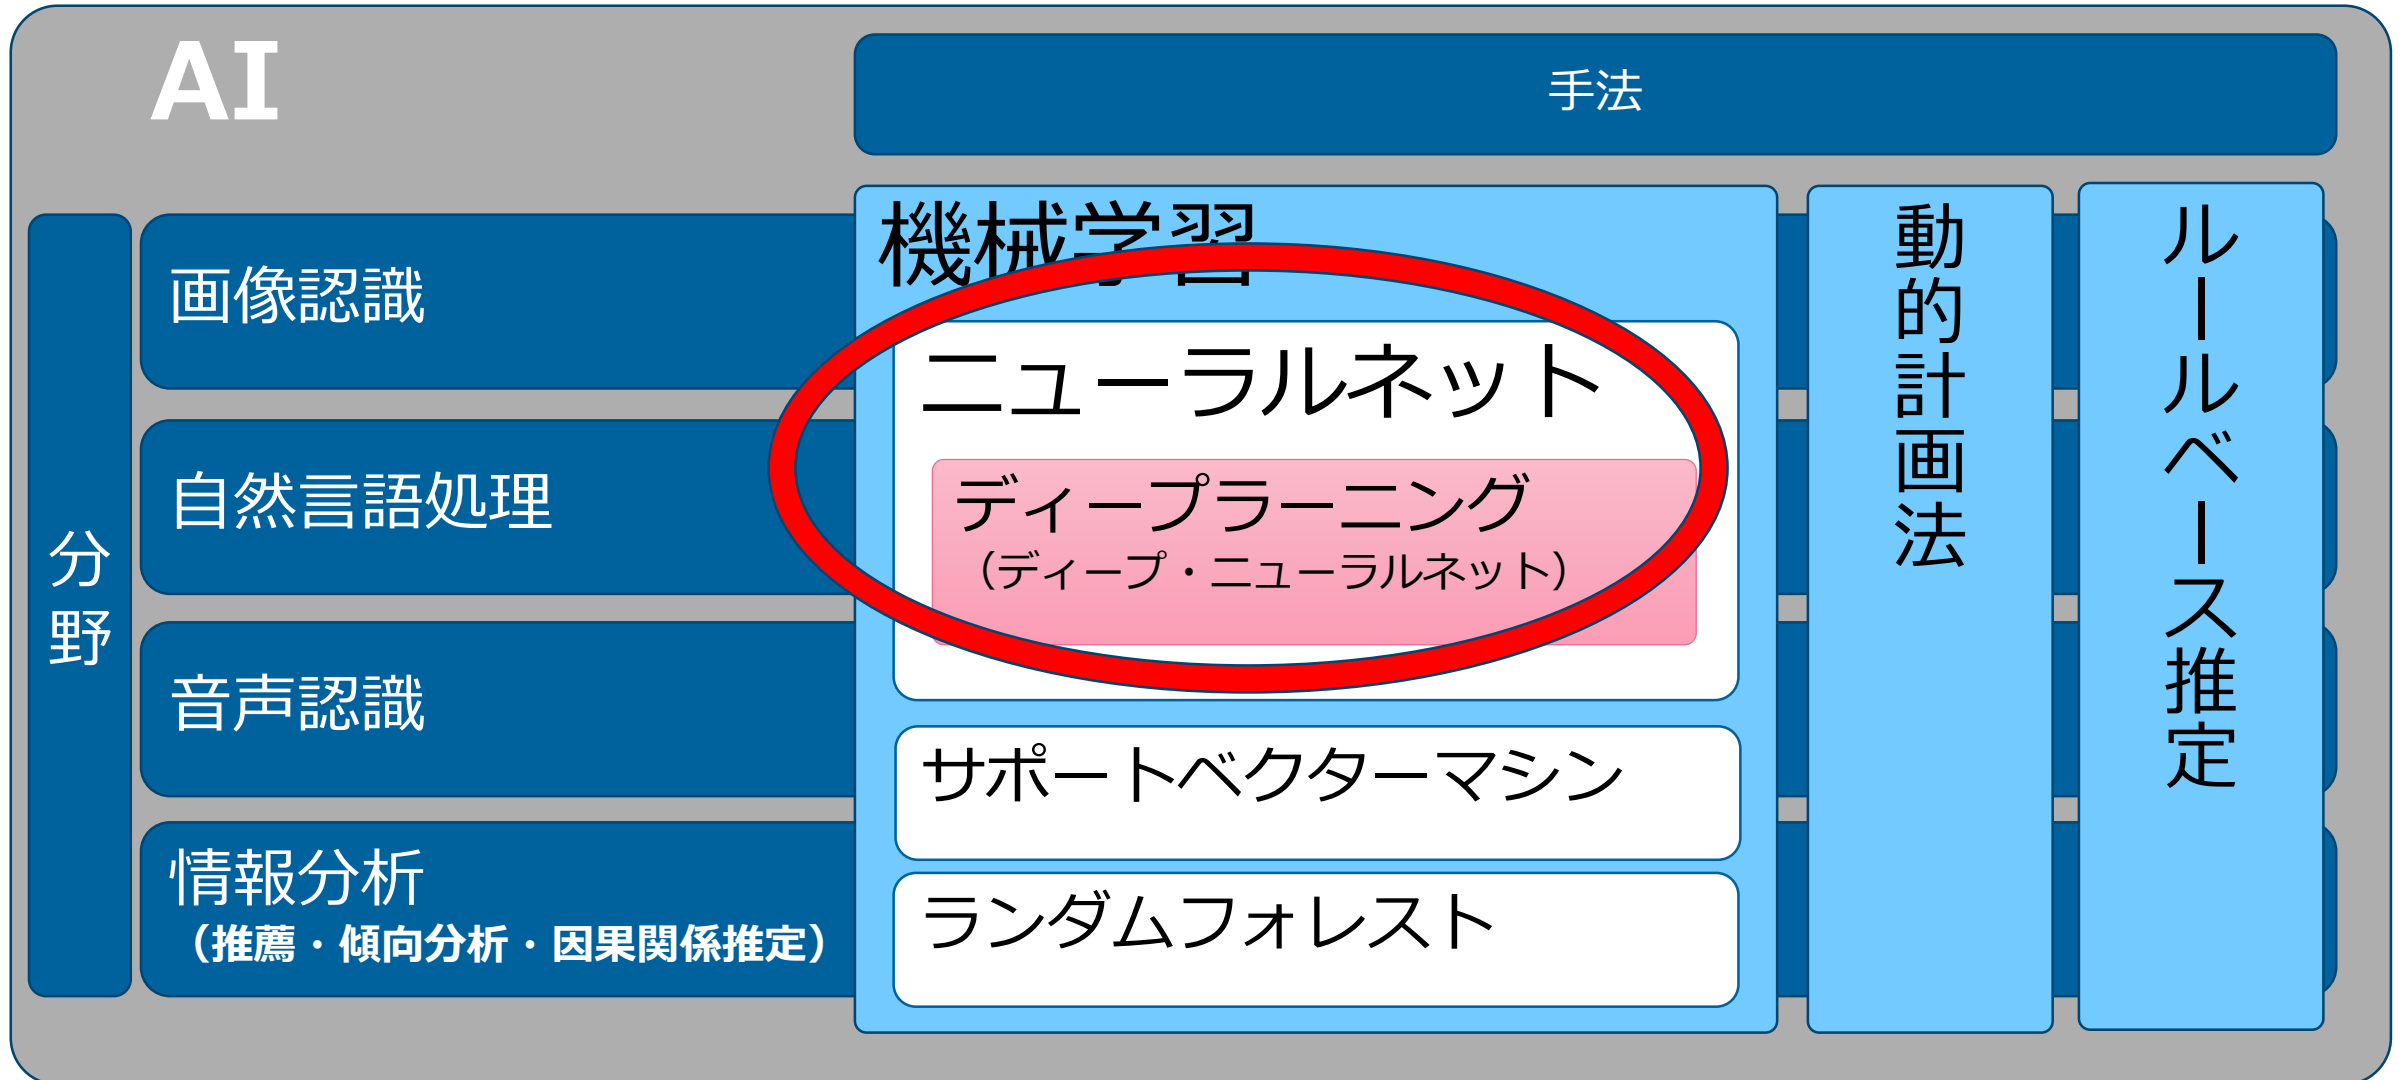 AI
手法
分野
画像認識
自然言語処理
音声認識
情報分析
（推薦・傾向分析・因果関係推定）
機械学習
ニューラルネット
ディープラーニング
（ディープ・ニューラルネット）
サポートベクターマシン
ランダムフォレスト
動的計画法
ルールベース推定